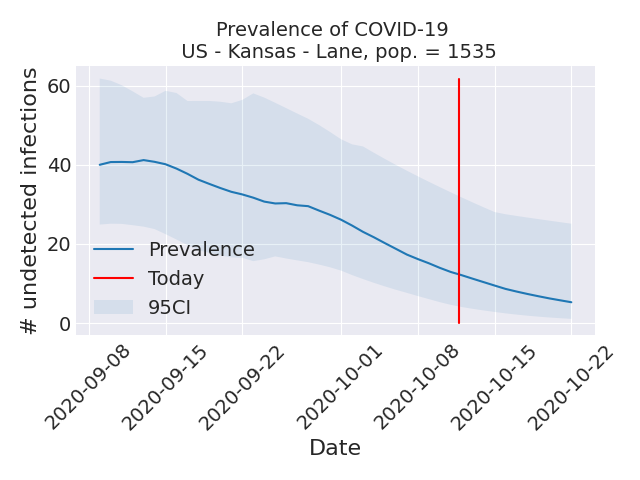 Prevalence of COVID-19
US - Kansas - Lane, pop. = 1535
# undetected infections
60
40
20
0
Prevalence
Today
95CI
2020-09-08
2020-09-15
2020-09-22
2020-10-01
2020-10-08
2020-10-15
2020-10-22
Date